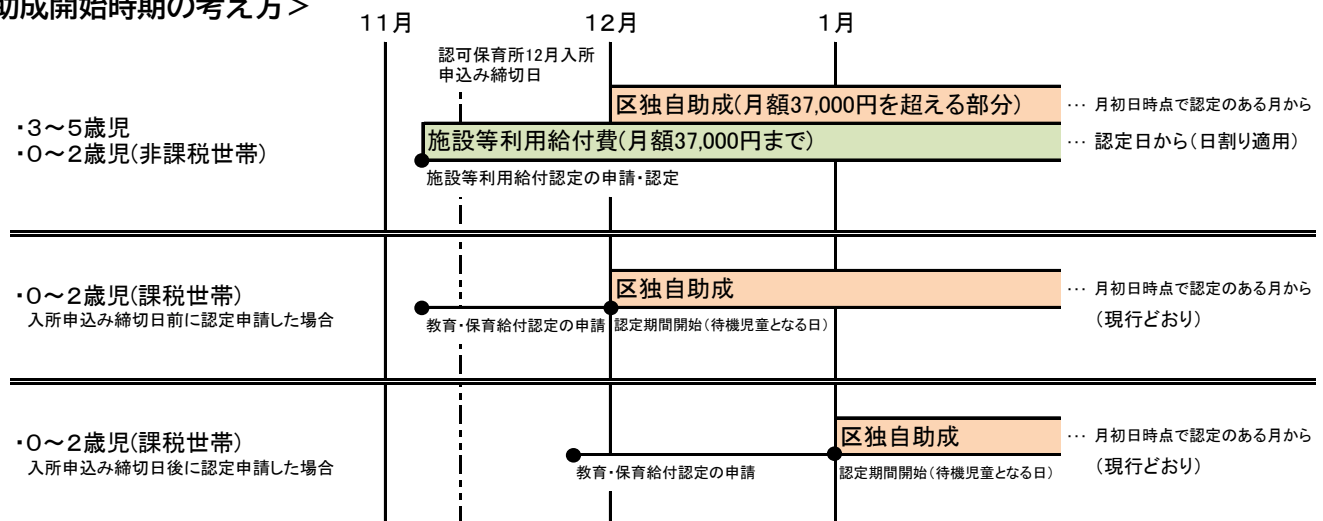 助成開始時期の考え方＞
11月
12月
1月
認可保育所12月入所
申込み締切日
区独自助成(月額37,000円を超える部分)
… 月初日時点で認定のある月から
・3～5歳児
・0～2歳児(非課税世帯)
施設等利用給付費(月額37,000円まで)
… 認定日から(日割り適用)
施設等利用給付認定の申請・認定
・0～2歳児(課税世帯)
入所申込み締切日前に認定申請した場合
区独自助成
… 月初日時点で認定のある月から
(現行どおり)
教育・保育給付認定の申請
認定期間開始(待機児童となる日)
・0～2歳児(課税世帯)
入所申込み締切日後に認定申請した場合
区独自助成
… 月初日時点で認定のある月から
(現行どおり)
教育・保育給付認定の申請
認定期間開始(待機児童となる日)